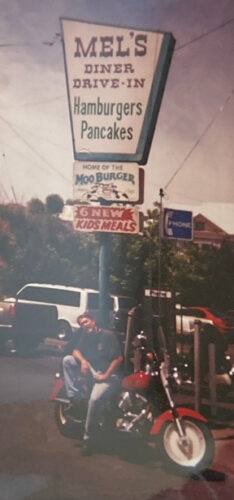 MEL'S
DINER
DRIVE-IN
Hamburgers
Pancakes
HOME OF THE
MOO BURGER
6 NEW
KIDS MEALS
PHONE